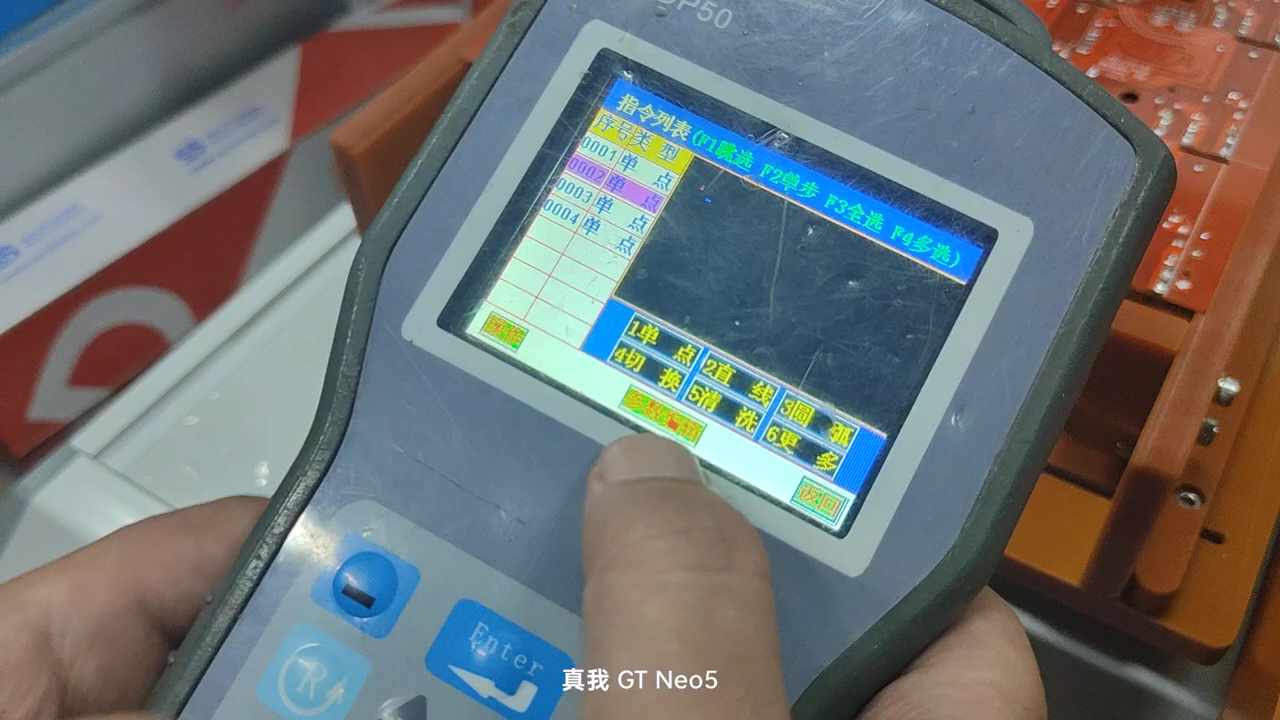 P50
指令列表(F1跳选 F2单步 F3全选 F4多选)
序号 类 型
0001 单 点
0002 单 点
0003 单 点
0004 单 点
1单 点
2直 线
3圆 弧
4切 换
5清 洗
6更 多
返回
Enter
R
真我 GT Neo5